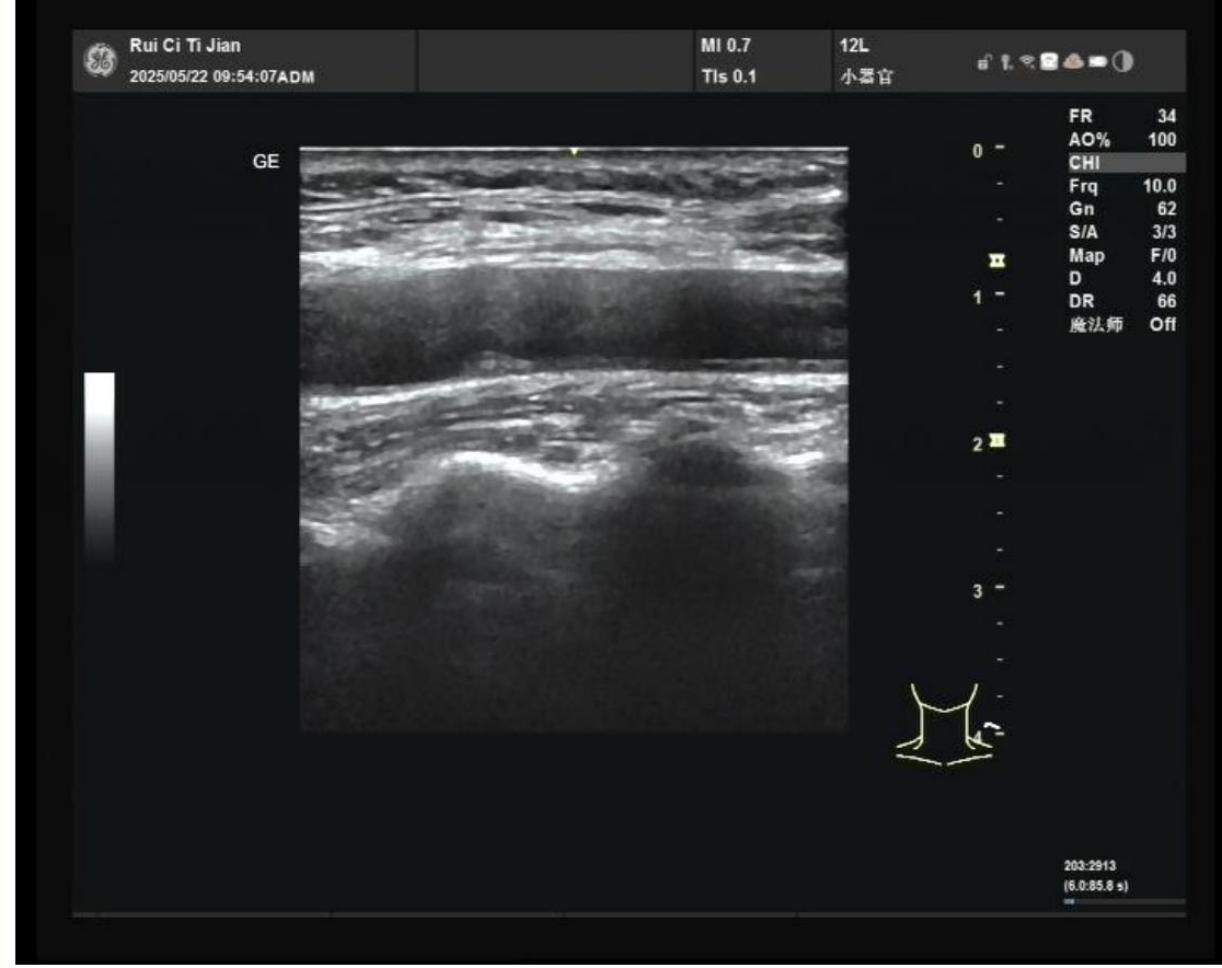 Rui Ci Ti Jian
2025/05/22 09:54:07ADM
MI 0.7
TIs 0.1
12L
小器官
GE
FR 34
AO% 100
CHI
Frq 10.0
Gn 62
S/A 3/3
Map F/0
D 4.0
DR 66
魔法师 Off
0
1
2
3
4
203:2913
(6.0:85.8 s)